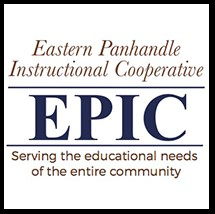 Eastern Panhandle
Instructional Cooperative
EPIC
Serving the educational needs
of the entire community